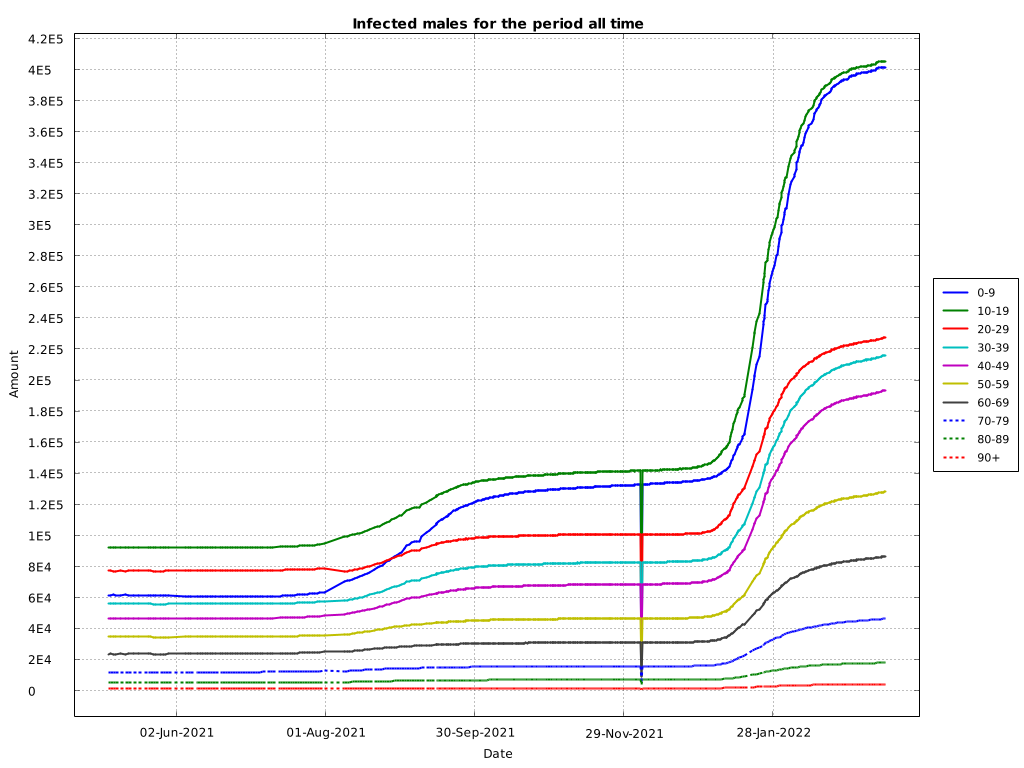 Infected males for the period all time
4.2E5
4E5
3.8E5
3.6E5
3.4E5
3.2E5
3E5
2.8E5
2.6E5
2.4E5
2.2E5
2E5
1.8E5
1.6E5
1.4E5
1.2E5
1E5
8E4
6E4
4E4
2E4
0
Amount
02-Jun-2021
01-Aug-2021
30-Sep-2021
29-Nov-2021
28-Jan-2022
Date
0-9
10-19
20-29
30-39
40-49
50-59
60-69
70-79
80-89
90+